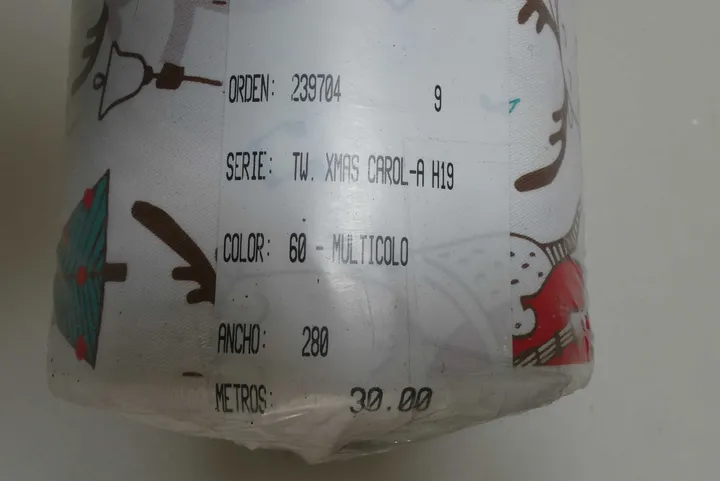 ORDEN: 239704 9
SERIE: TW. XMAS CAROL-A H19
COLOR: 60 - MULTICOLO
ANCHO: 280
METROS: 30.00